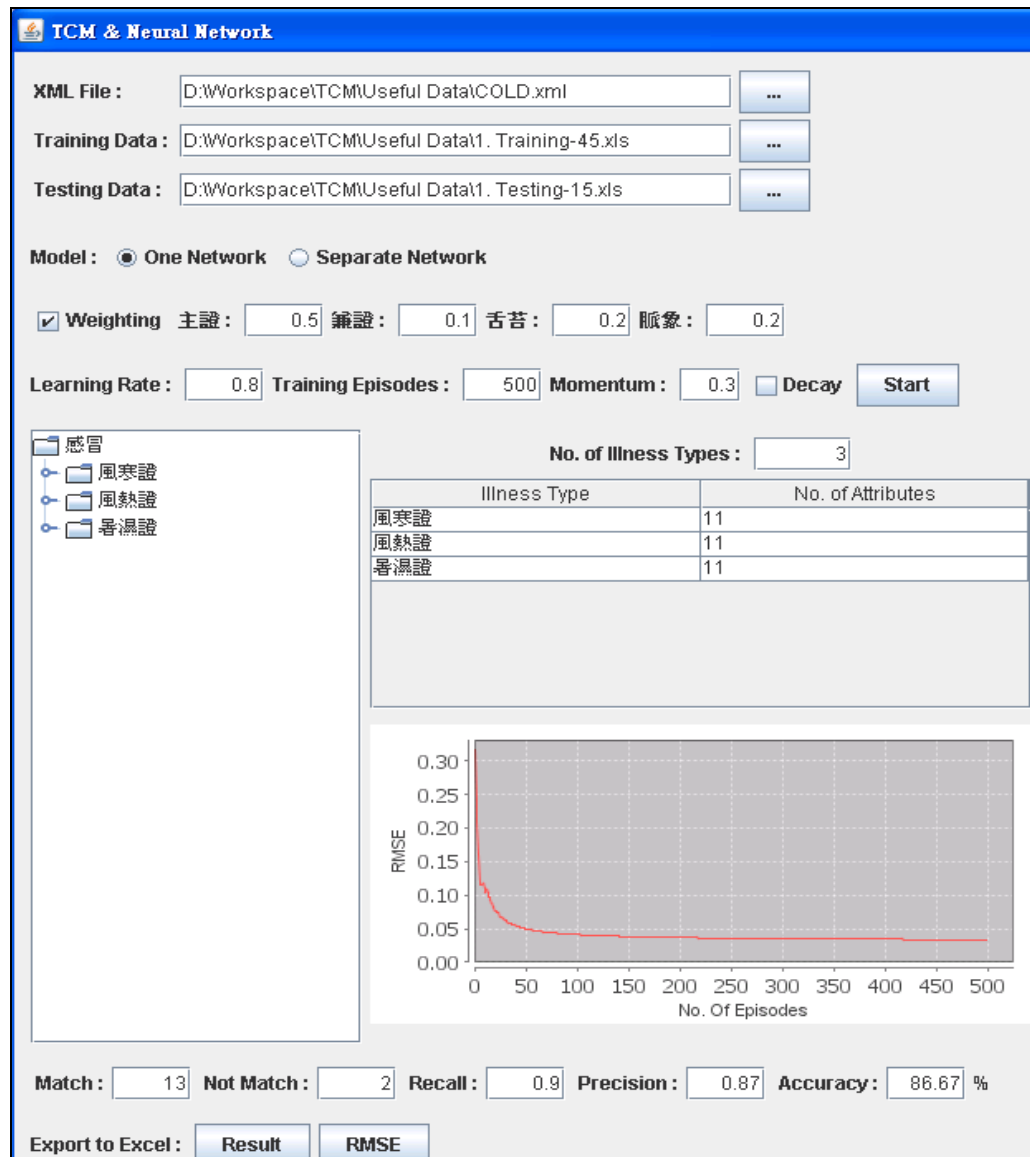 TCM & Neural Network
XML File : D:\Workspace\TCM\Useful Data\COLD.xml ...
Training Data : D:\Workspace\TCM\Useful Data\1. Training-45.xls ...
Testing Data : D:\Workspace\TCM\Useful Data\1. Testing-15.xls ...
Model : One Network Separate Network
Weighting 主證 : 0.5 兼證 : 0.1 舌苔 : 0.2 脈象 : 0.2
Learning Rate : 0.8 Training Episodes : 500 Momentum : 0.3 Decay Start
感冒
風寒證
風熱證
暑濕證
No. of Illness Types : 3
Illness Type No. of Attributes
風寒證 11
風熱證 11
暑濕證 11
RMSE
0.30
0.25
0.20
0.15
0.10
0.05
0.00
0 50 100 150 200 250 300 350 400 450 500
No. Of Episodes
Match : 13 Not Match : 2 Recall : 0.9 Precision : 0.87 Accuracy : 86.67 %
Export to Excel : Result RMSE